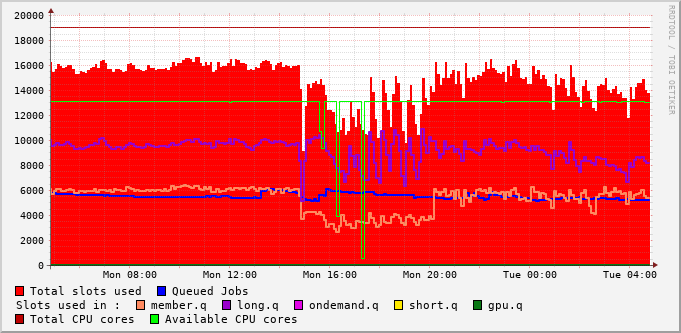 20000
18000
16000
14000
12000
10000
8000
6000
4000
2000
0
Mon 08:00 Mon 12:00 Mon 16:00 Mon 20:00 Tue 00:00 Tue 04:00
Total slots used Queued Jobs
Slots used in : member.q long.q ondemand.q short.q gpu.q
Total CPU cores Available CPU cores
RRDTOOL / TOBI OETIKER